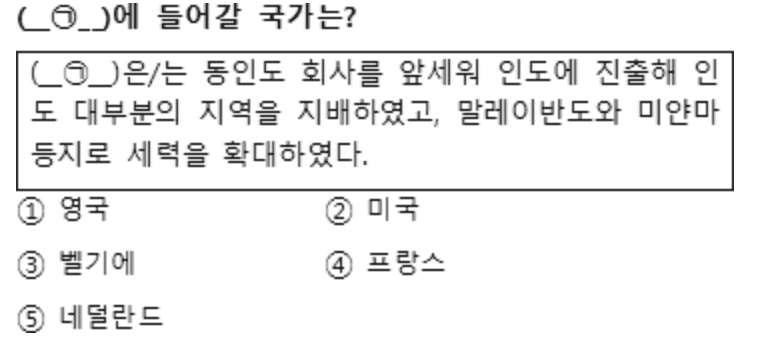 (_㉠_)에 들어갈 국가는?
(_㉠_)은/는 동인도 회사를 앞세워 인도에 진출해 인
도 대부분의 지역을 지배하였고, 말레이반도와 미얀마
등지로 세력을 확대하였다.
① 영국 ② 미국
③ 벨기에 ④ 프랑스
⑤ 네덜란드